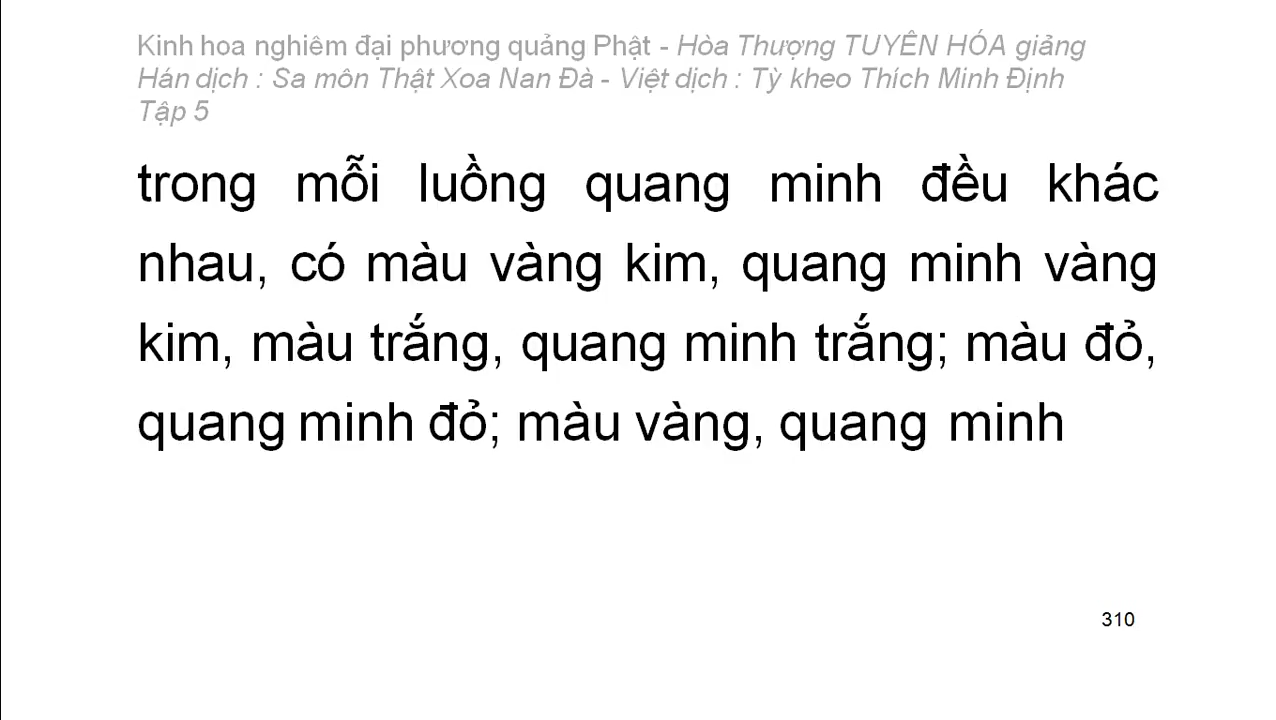 Kinh hoa nghiêm đại phương quảng Phật - Hòa Thượng TUYÊN HÓA giảng
Hán dịch : Sa môn Thật Xoa Nan Đà - Việt dịch : Tỳ kheo Thích Minh Định
Tập 5
trong mỗi luồng quang minh đều khác
nhau, có màu vàng kim, quang minh vàng
kim, màu trắng, quang minh trắng; màu đỏ,
quang minh đỏ; màu vàng, quang minh
310